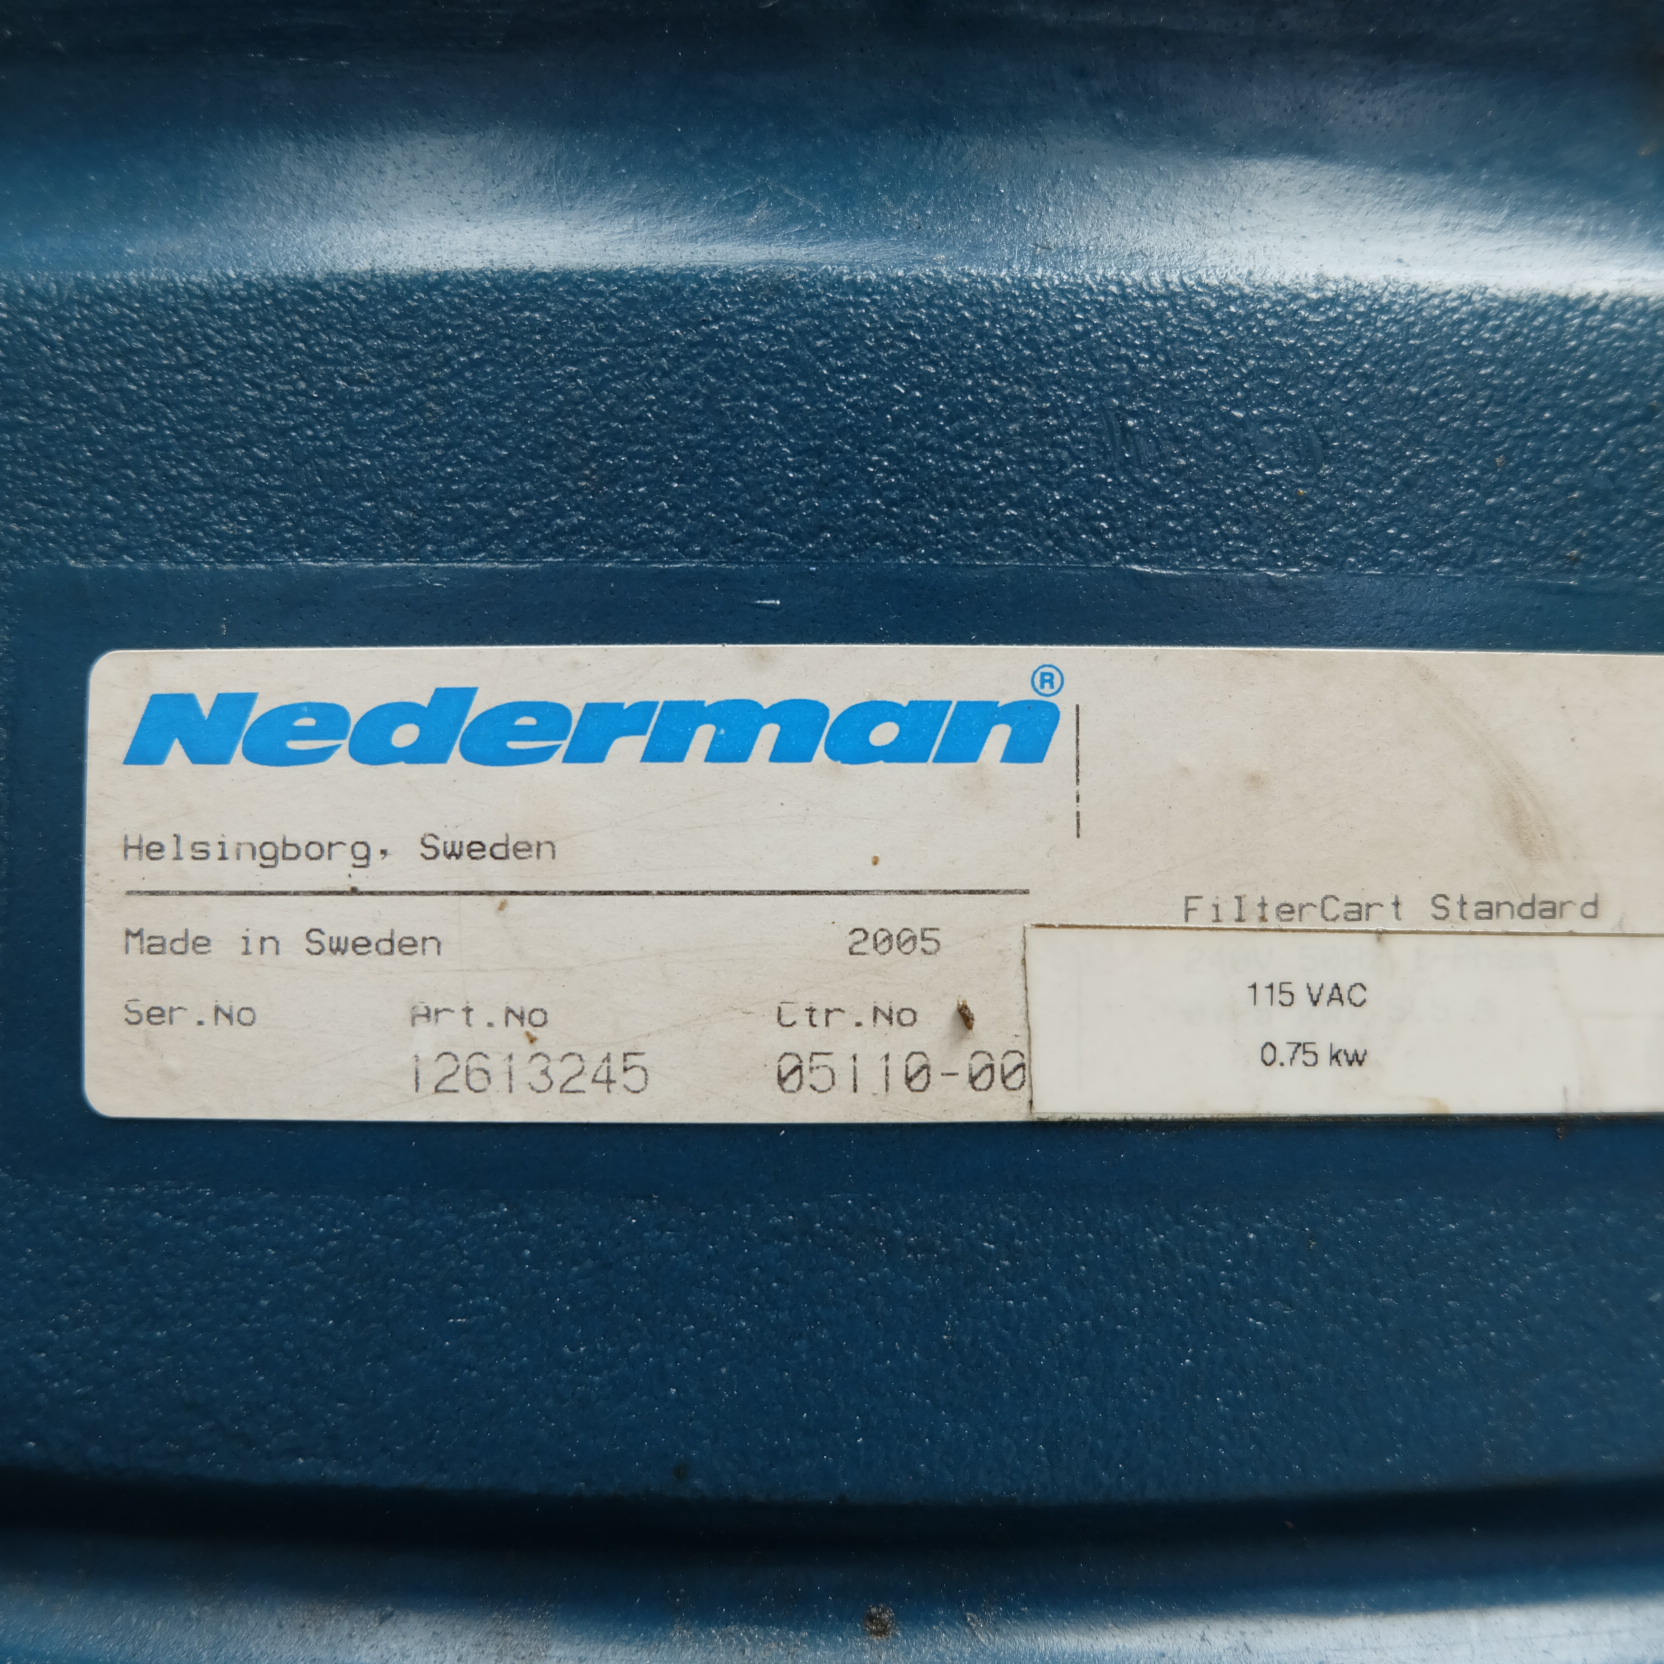 Nederman®
Helsingborg, Sweden
FilterCart Standard
Made in Sweden 2005
115 VAC
0.75 kw
Ser.No Art.No Ctr.No
12613245 05110-00